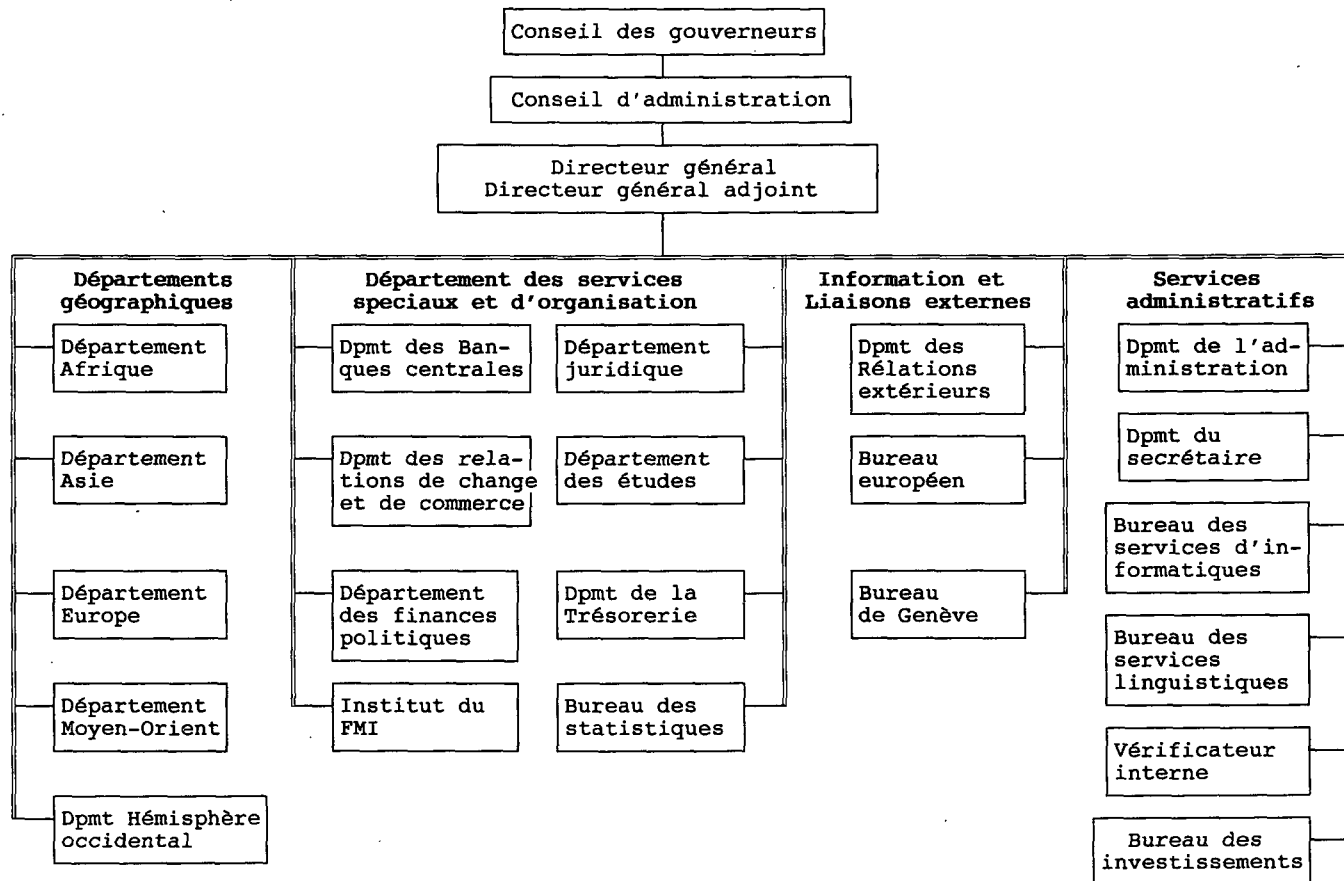 Conseil des gouverneurs
Conseil d'administration
Directeur général
Directeur général adjoint
Départements
géographiques
Département
Afrique
Département
Asie
Département
Europe
Département
Moyen-Orient
Dpmt Hémisphère
occidental
Département des services
speciaux et d'organisation
Dpmt des Ban-
ques centrales
Dpmt des rela-
tions de change
et de commerce
Département
des finances
politiques
Institut du
FMI
Département
juridique
Département
des études
Dpmt de la
Trésorerie
Bureau des
statistiques
Information et
Liaisons externes
Dpmt des
Rélations
extérieurs
Bureau
européen
Bureau
de Genève
Services
administratifs
Dpmt de l'ad-
ministration
Dpmt du
secrétaire
Bureau des
services d'in-
formatiques
Bureau des
services
linguistiques
Vérificateur
interne
Bureau des
investissements